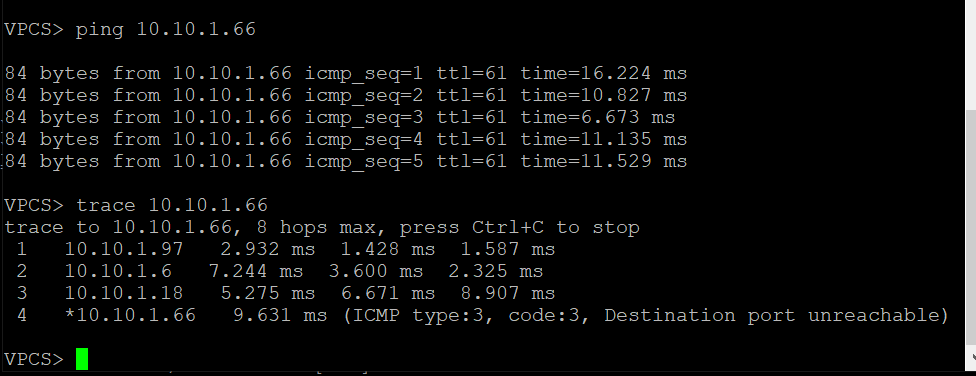 VPCS> ping 10.10.1.66
84 bytes from 10.10.1.66 icmp_seq=1 ttl=61 time=16.224 ms
84 bytes from 10.10.1.66 icmp_seq=2 ttl=61 time=10.827 ms
84 bytes from 10.10.1.66 icmp_seq=3 ttl=61 time=6.673 ms
84 bytes from 10.10.1.66 icmp_seq=4 ttl=61 time=11.135 ms
84 bytes from 10.10.1.66 icmp_seq=5 ttl=61 time=11.529 ms
VPCS> trace 10.10.1.66
trace to 10.10.1.66, 8 hops max, press Ctrl+C to stop
1   10.10.1.97   2.932 ms  1.428 ms  1.587 ms
2   10.10.1.6   7.244 ms  3.600 ms  2.325 ms
3   10.10.1.18   5.275 ms  6.671 ms  8.907 ms
4   *10.10.1.66   9.631 ms (ICMP type:3, code:3, Destination port unreachable)
VPCS>